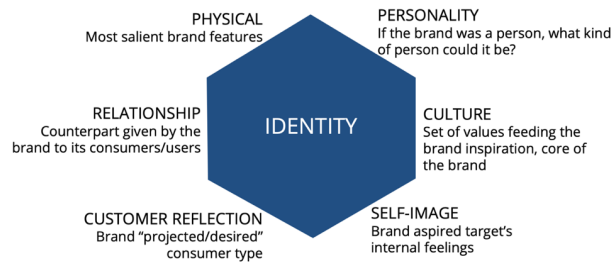 PHYSICAL
Most salient brand features
PERSONALITY
If the brand was a person, what kind
of person could it be?
RELATIONSHIP
Counterpart given by the
brand to its consumers/users
IDENTITY
CULTURE
Set of values feeding the
brand inspiration, core of
the brand
CUSTOMER REFLECTION
Brand “projected/desired”
consumer type
SELF-IMAGE
Brand aspired target’s
internal feelings